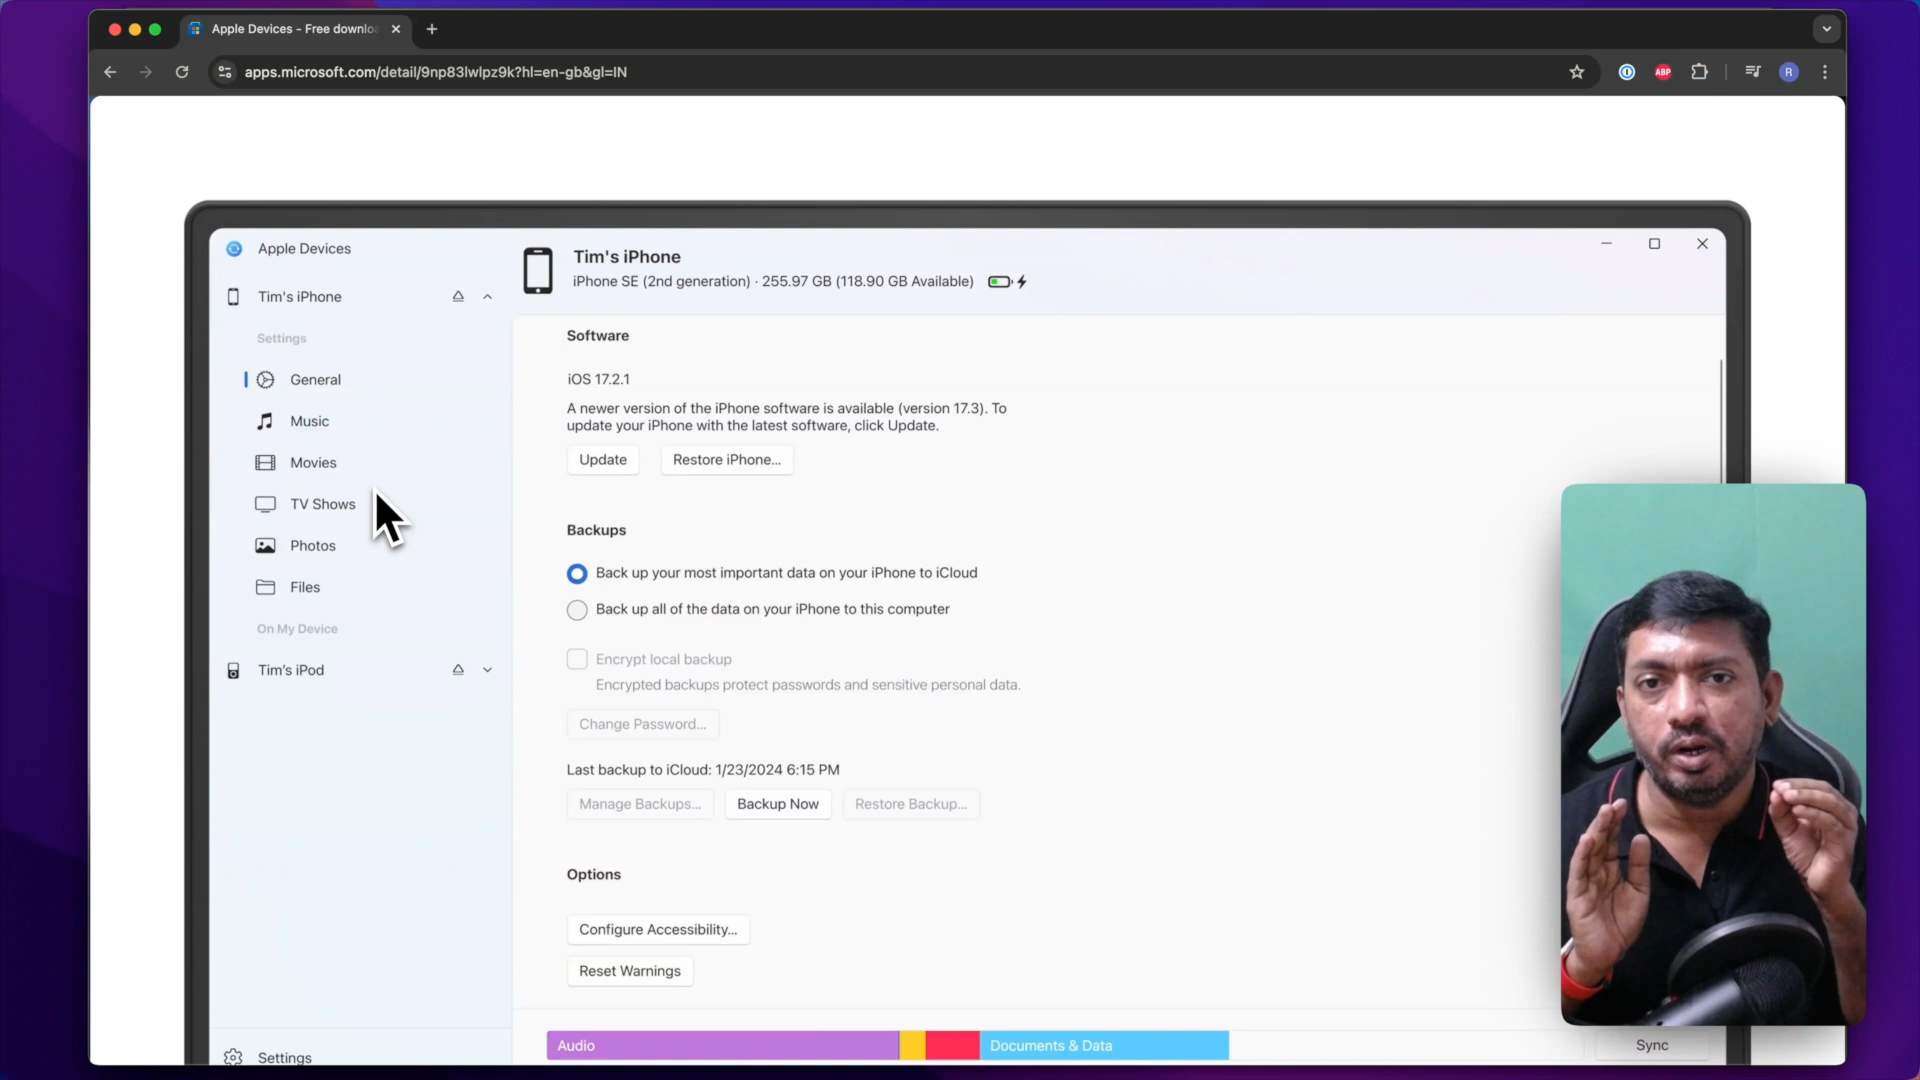 Apple Devices - Free downlo
apps.microsoft.com/detail/9np83lwlpz9k?hl=en-gb&gl=IN
ABP
R
Apple Devices
Tim's iPhone
Settings
General
Music
Movies
TV Shows
Photos
Files
On My Device
Tim's iPod
Settings
Tim's iPhone
iPhone SE (2nd generation) · 255.97 GB (118.90 GB Available)
Software
iOS 17.2.1
A newer version of the iPhone software is available (version 17.3). To
update your iPhone with the latest software, click Update.
Update Restore iPhone...
Backups
Back up your most important data on your iPhone to iCloud
Back up all of the data on your iPhone to this computer
Encrypt local backup
Encrypted backups protect passwords and sensitive personal data.
Change Password...
Last backup to iCloud: 1/23/2024 6:15 PM
Manage Backups... Backup Now Restore Backup...
Options
Configure Accessibility...
Reset Warnings
Audio Documents & Data Sync